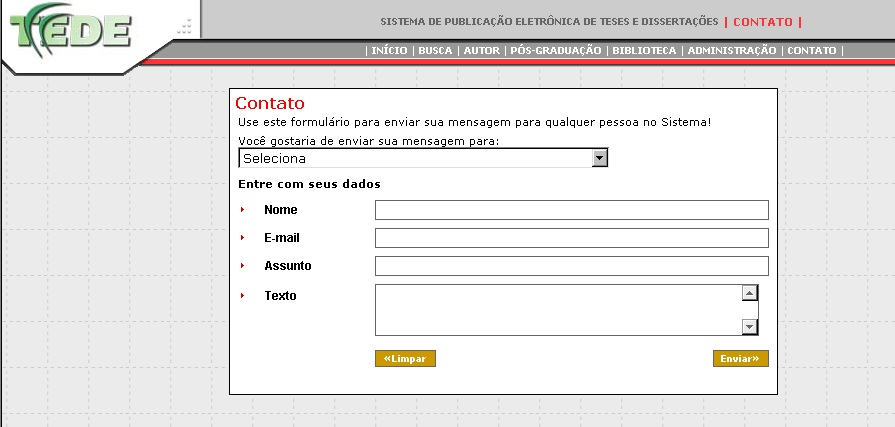 TEDE
SISTEMA DE PUBLICAÇÃO ELETRÔNICA DE TESES E DISSERTAÇÕES | CONTATO |
| INÍCIO | BUSCA | AUTOR | PÓS-GRADUAÇÃO | BIBLIOTECA | ADMINISTRAÇÃO | CONTATO |
Contato
Use este formulário para enviar sua mensagem para qualquer pessoa no Sistema!
Você gostaria de enviar sua mensagem para:
Seleciona
Entre com seus dados
Nome
E-mail
Assunto
Texto
«Limpar Enviar»